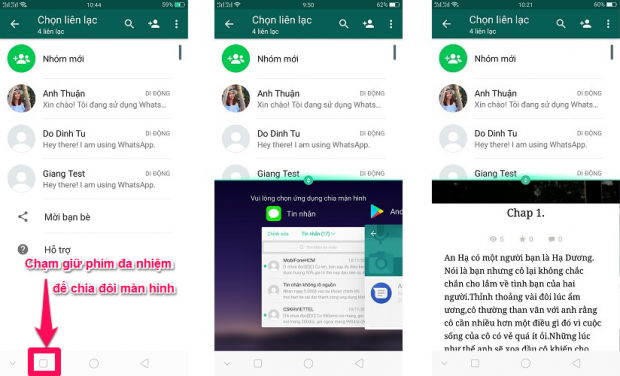 10:44
59%
Chọn liên lạc
4 liên lạc
Nhóm mới
Anh Thuận
DI ĐỘNG
Xin chào! Tôi đang sử dụng Whats...
Do Dinh Tu
DI ĐỘNG
Hey there! I am using WhatsApp.
Giang Test
DI ĐỘNG
Hey there! I am using WhatsApp.
Mời bạn bè
Hỗ trợ
Chạm giữ phím đa nhiệm
để chia đôi màn hình
9:50
62%
Chọn liên lạc
4 liên lạc
Nhóm mới
Anh Thuận
DI ĐỘNG
Xin chào! Tôi đang sử dụng Whats...
Do Dinh Tu
DI ĐỘNG
Hey there! I am using WhatsApp.
Giang Test
DI ĐỘNG
Vui lòng chọn ứng dụng chia màn hình
Tin nhắn
And
Chỉnh sửa
Tin nhắn (17)
MobiFoneHCM
Tin nhắn không rõ nguồn
CSKHVIETTEL
10:21
60%
Chọn liên lạc
4 liên lạc
Nhóm mới
Anh Thuận
DI ĐỘNG
Xin chào! Tôi đang sử dụng Whats...
Do Dinh Tu
DI ĐỘNG
Hey there! I am using WhatsApp.
Giang Test
DI ĐỘNG
Chap 1.
5
0
0
An Hạ có một người bạn là Hạ Dương.
Nói là bạn nhưng cô lại không chắc
chắn cho lắm về tình bạn của hai
người.Thỉnh thoảng vài đôi lúc ấm
ương,cô thường than vãn với anh rằng
cô cần nhiều hơn một điều gì đó vì cuộc
sống của cô có vẻ quá ít ỏi.Những lúc
như thế anh sẽ xoa đầu cô khiến cho